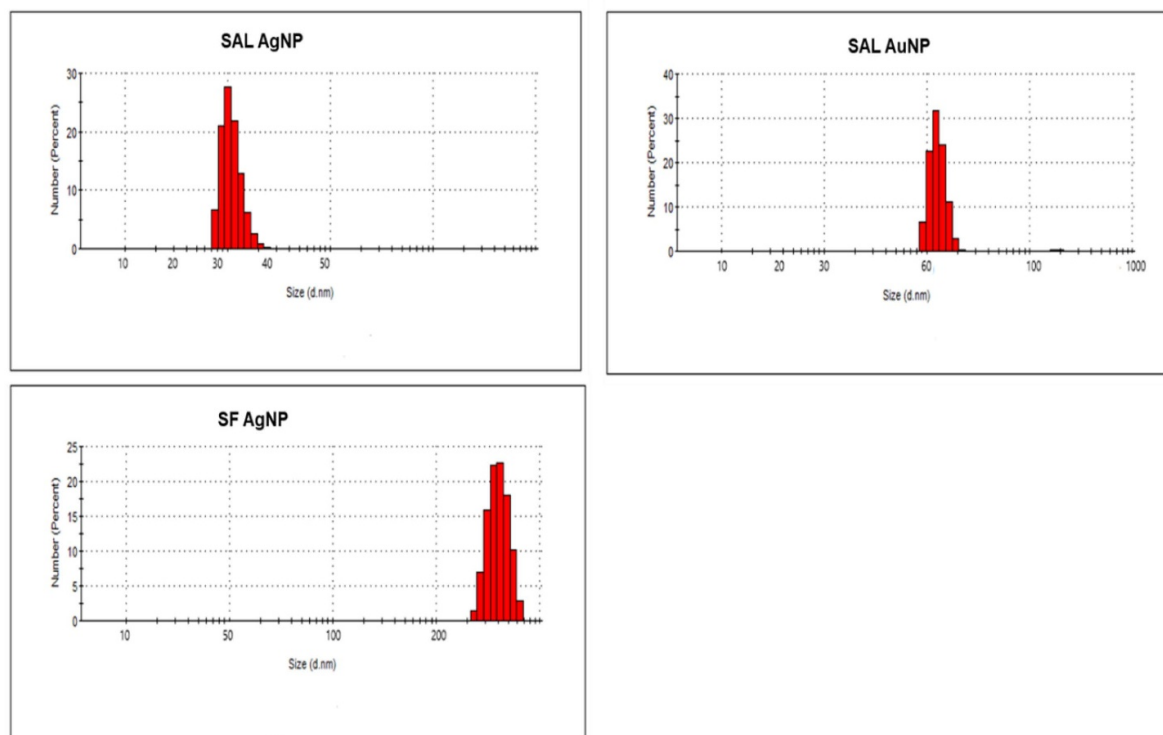 SAL AgNP
30
20
10
0
Number (Percent)
10 20 30 40 50
Size (d.nm)
SAL AuNP
40
30
20
10
0
Number (Percent)
10 20 30 60 100 1000
Size (d.nm)
SF AgNP
25
20
15
10
5
0
Number (Percent)
10 50 100 200
Size (d.nm)